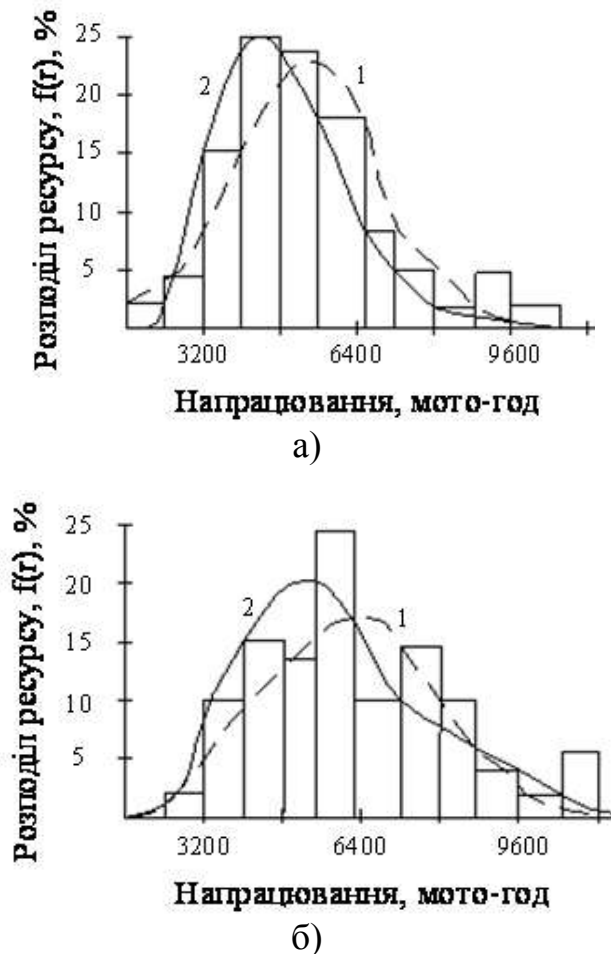 Розподіл ресурсу, f(r), %
25
20
15
10
5
2
1
3200 6400 9600
Напрацювання, мото-год
а)
Розподіл ресурсу, f(r), %
25
20
15
10
5
2
1
3200 6400 9600
Напрацювання, мото-год
б)